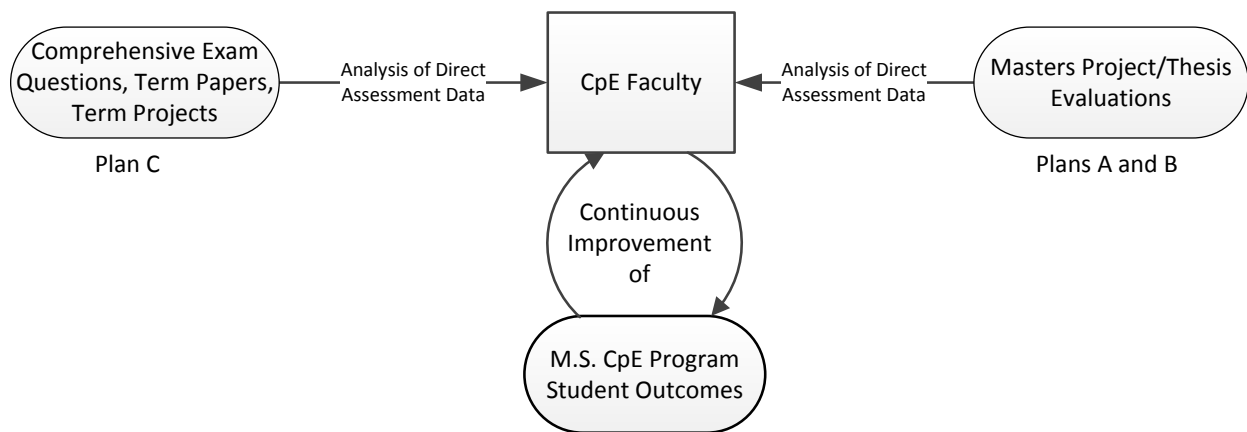 Comprehensive Exam
Questions, Term Papers,
Term Projects
Plan C
Analysis of Direct
Assessment Data
CpE Faculty
Analysis of Direct
Assessment Data
Masters Project/Thesis
Evaluations
Plans A and B
Continuous
Improvement
of
M.S. CpE Program
Student Outcomes